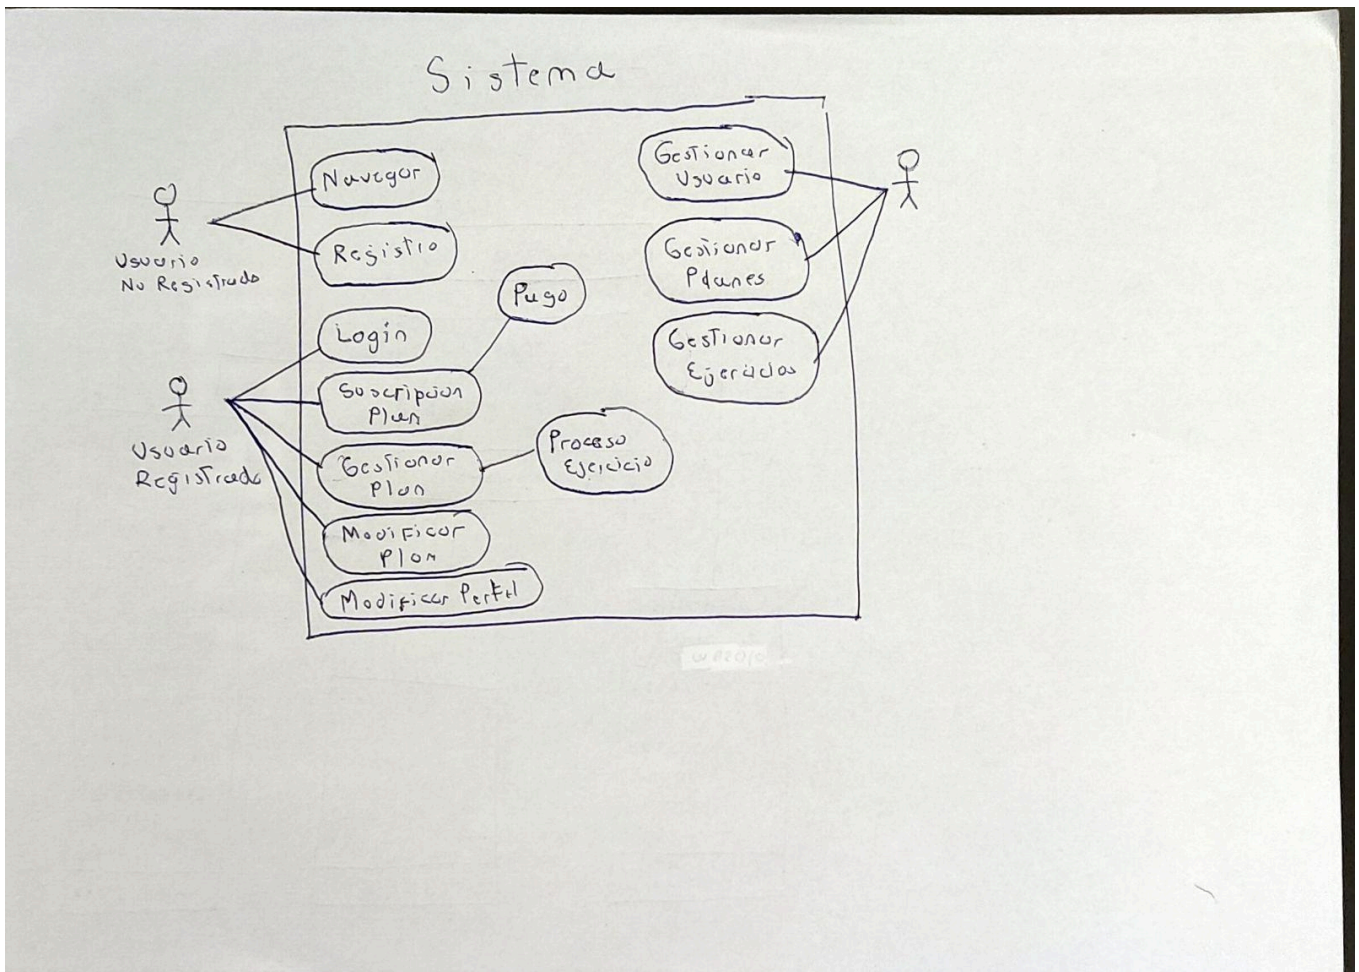 Sistema
Navegar
Registro
Usuario
No Registrado
Login
Suscripcion
Plan
Pago
Gestionar
Plan
Proceso
Ejercicio
Modificar
Plan
Modificar Perfil
Usuario
Registrado
Gestionar
Usuario
Gestionar
Planes
Gestionar
Ejercicios